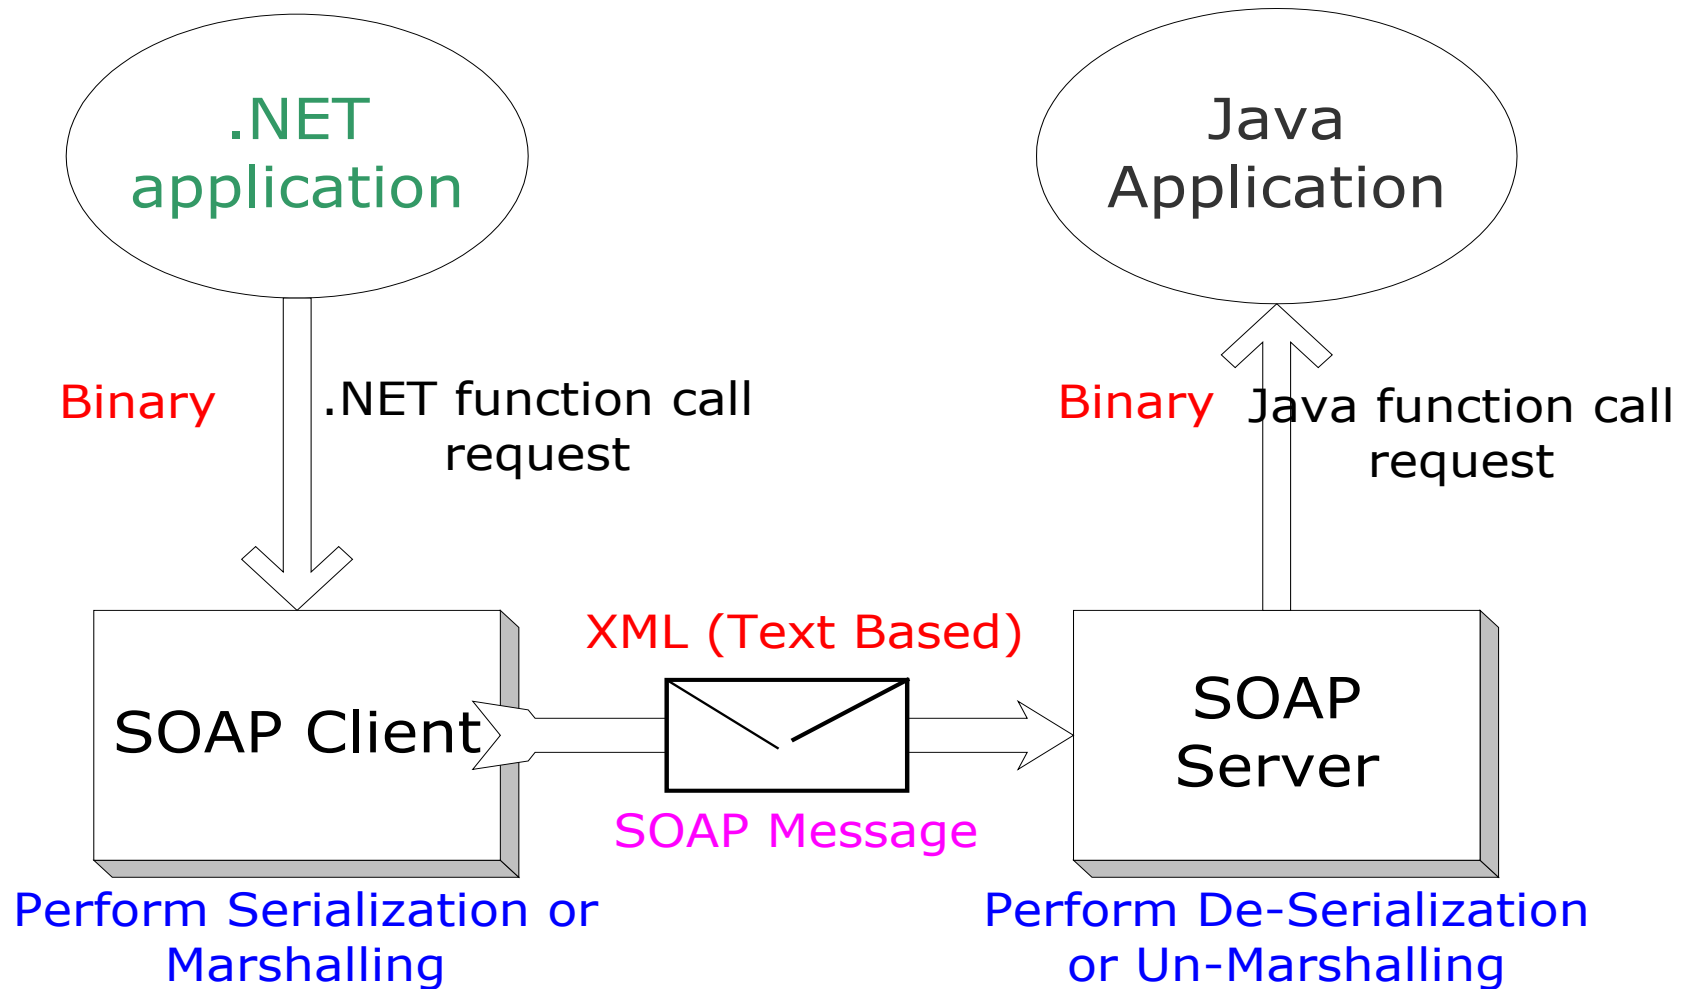 .NET
application
Java
Application
Binary
.NET function call
request
Binary
Java function call
request
XML (Text Based)
SOAP Client
SOAP
Server
SOAP Message
Perform Serialization or
Marshalling
Perform De-Serialization
or Un-Marshalling